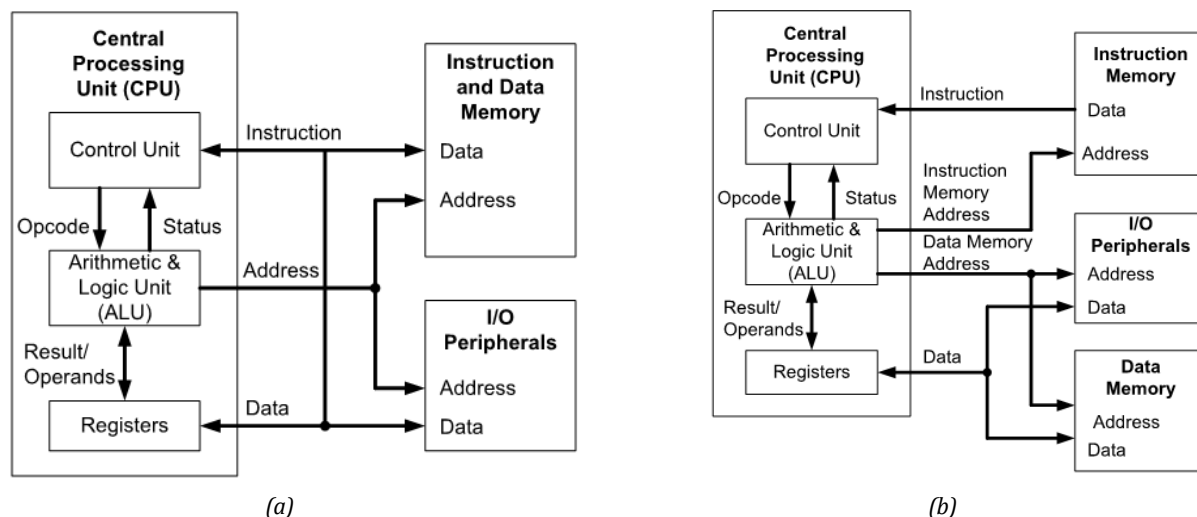 Central
Processing
Unit (CPU)
Control Unit
Opcode
Status
Arithmetic &
Logic Unit
(ALU)
Result/
Operands
Registers
Instruction
Address
Data
Instruction
and Data
Memory
Data
Address
I/O
Peripherals
Address
Data
(a)
Central
Processing
Unit (CPU)
Control Unit
Opcode
Status
Arithmetic &
Logic Unit
(ALU)
Result/
Operands
Registers
Instruction
Instruction
Memory
Address
Data Memory
Address
Data
Instruction
Memory
Data
Address
I/O
Peripherals
Address
Data
Data
Memory
Address
Data
(b)